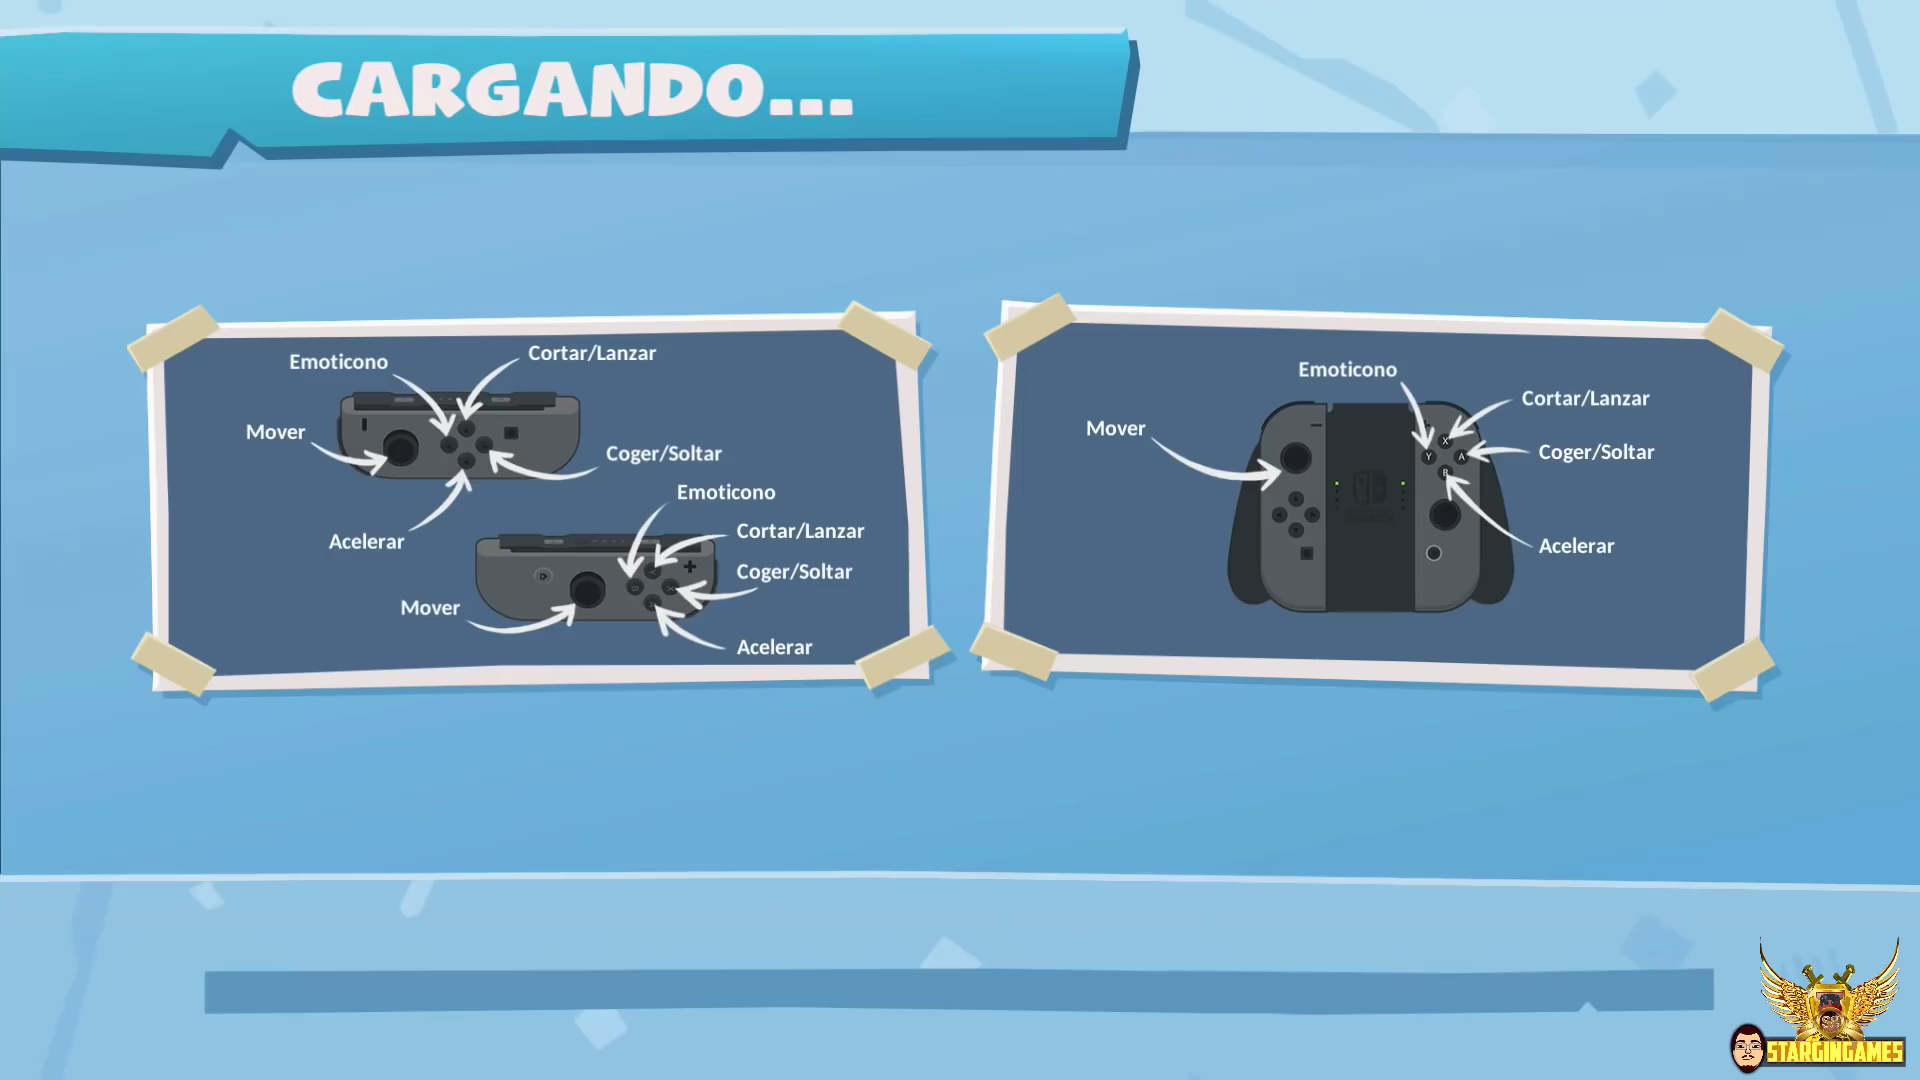 CARGANDO...
Emoticono
Cortar/Lanzar
Mover
Coger/Soltar
Acelerar
Emoticono
Cortar/Lanzar
Coger/Soltar
Mover
Acelerar
Emoticono
Cortar/Lanzar
Mover
Coger/Soltar
Acelerar
X
Y
A
B
STARGINGAMES